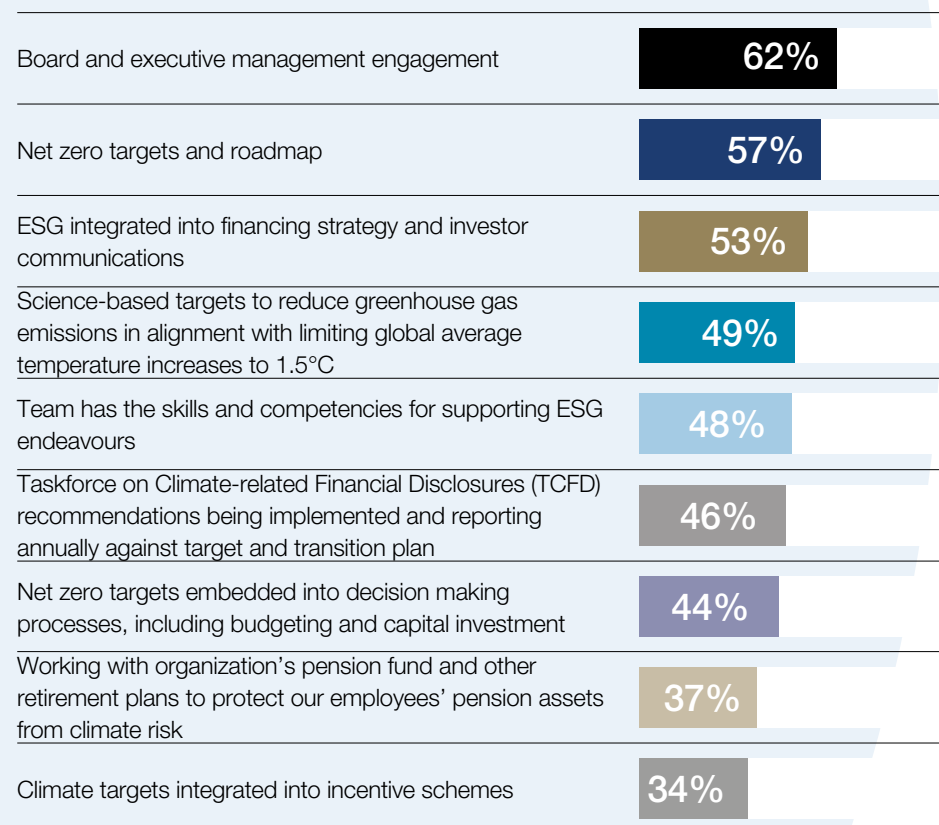 Board and executive management engagement
62%
Net zero targets and roadmap
57%
ESG integrated into financing strategy and investor
communications
53%
Science-based targets to reduce greenhouse gas
emissions in alignment with limiting global average
temperature increases to 1.5°C
49%
Team has the skills and competencies for supporting ESG
endeavours
48%
Taskforce on Climate-related Financial Disclosures (TCFD)
recommendations being implemented and reporting
annually against target and transition plan
46%
Net zero targets embedded into decision making
processes, including budgeting and capital investment
44%
Working with organization’s pension fund and other
retirement plans to protect our employees’ pension assets
from climate risk
37%
Climate targets integrated into incentive schemes
34%